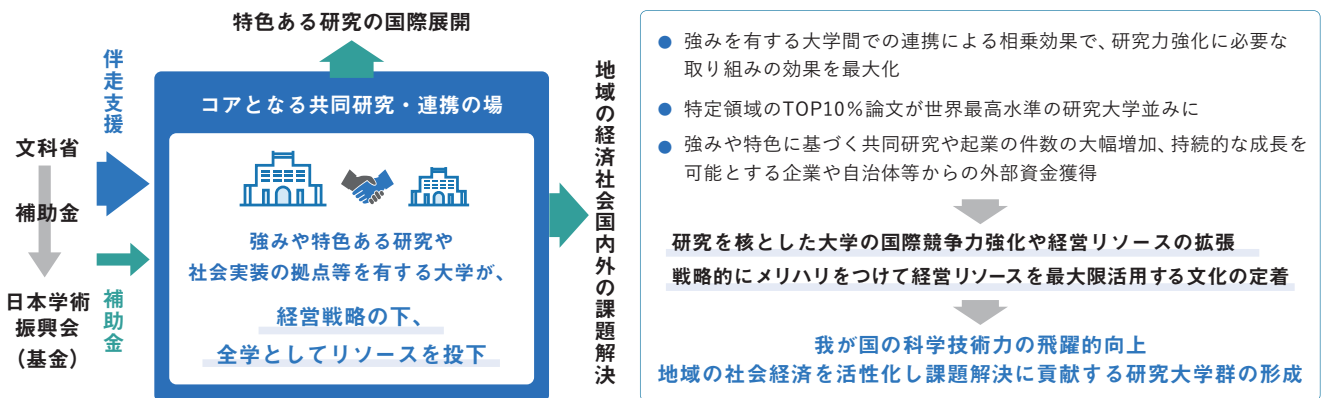 特色ある研究の国際展開
伴走支援
文科省
補助金
日本学術
振興会
（基金）
補助金
コアとなる共同研究・連携の場
強みや特色ある研究や
社会実装の拠点等を有する大学が、
経営戦略の下、
全学としてリソースを投下
地域の経済社会国内外の課題解決
● 強みを有する大学間での連携による相乗効果で、研究力強化に必要な
取り組みの効果を最大化
● 特定領域のTOP10％論文が世界最高水準の研究大学並みに
● 強みや特色に基づく共同研究や起業の件数の大幅増加、持続的な成長を
可能とする企業や自治体等からの外部資金獲得
研究を核とした大学の国際競争力強化や経営リソースの拡張
戦略的にメリハリをつけて経営リソースを最大限活用する文化の定着
我が国の科学技術力の飛躍的向上
地域の社会経済を活性化し課題解決に貢献する研究大学群の形成